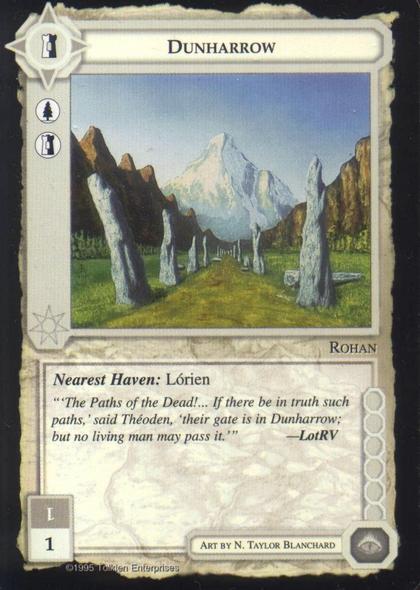 DUNHARROW
ROHAN
Nearest Haven: Lórien
“‘The Paths of the Dead!... If there be in truth such
paths,’ said Théoden, ‘their gate is in Dunharrow;
but no living man may pass it.’” —LotRV
1
1
ART BY N. TAYLOR BLANCHARD
©1995 Tolkien Enterprises